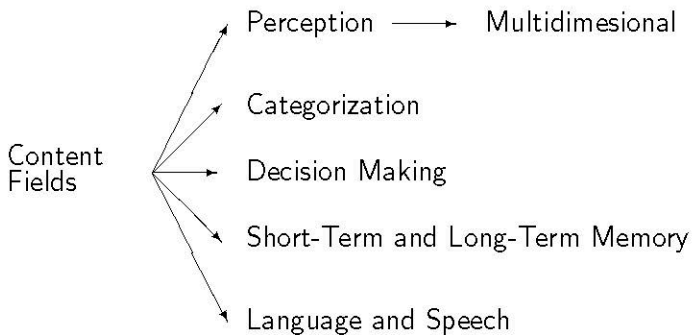 Perception Multidimesional
Categorization
Content
Fields
Decision Making
Short-Term and Long-Term Memory
Language and Speech